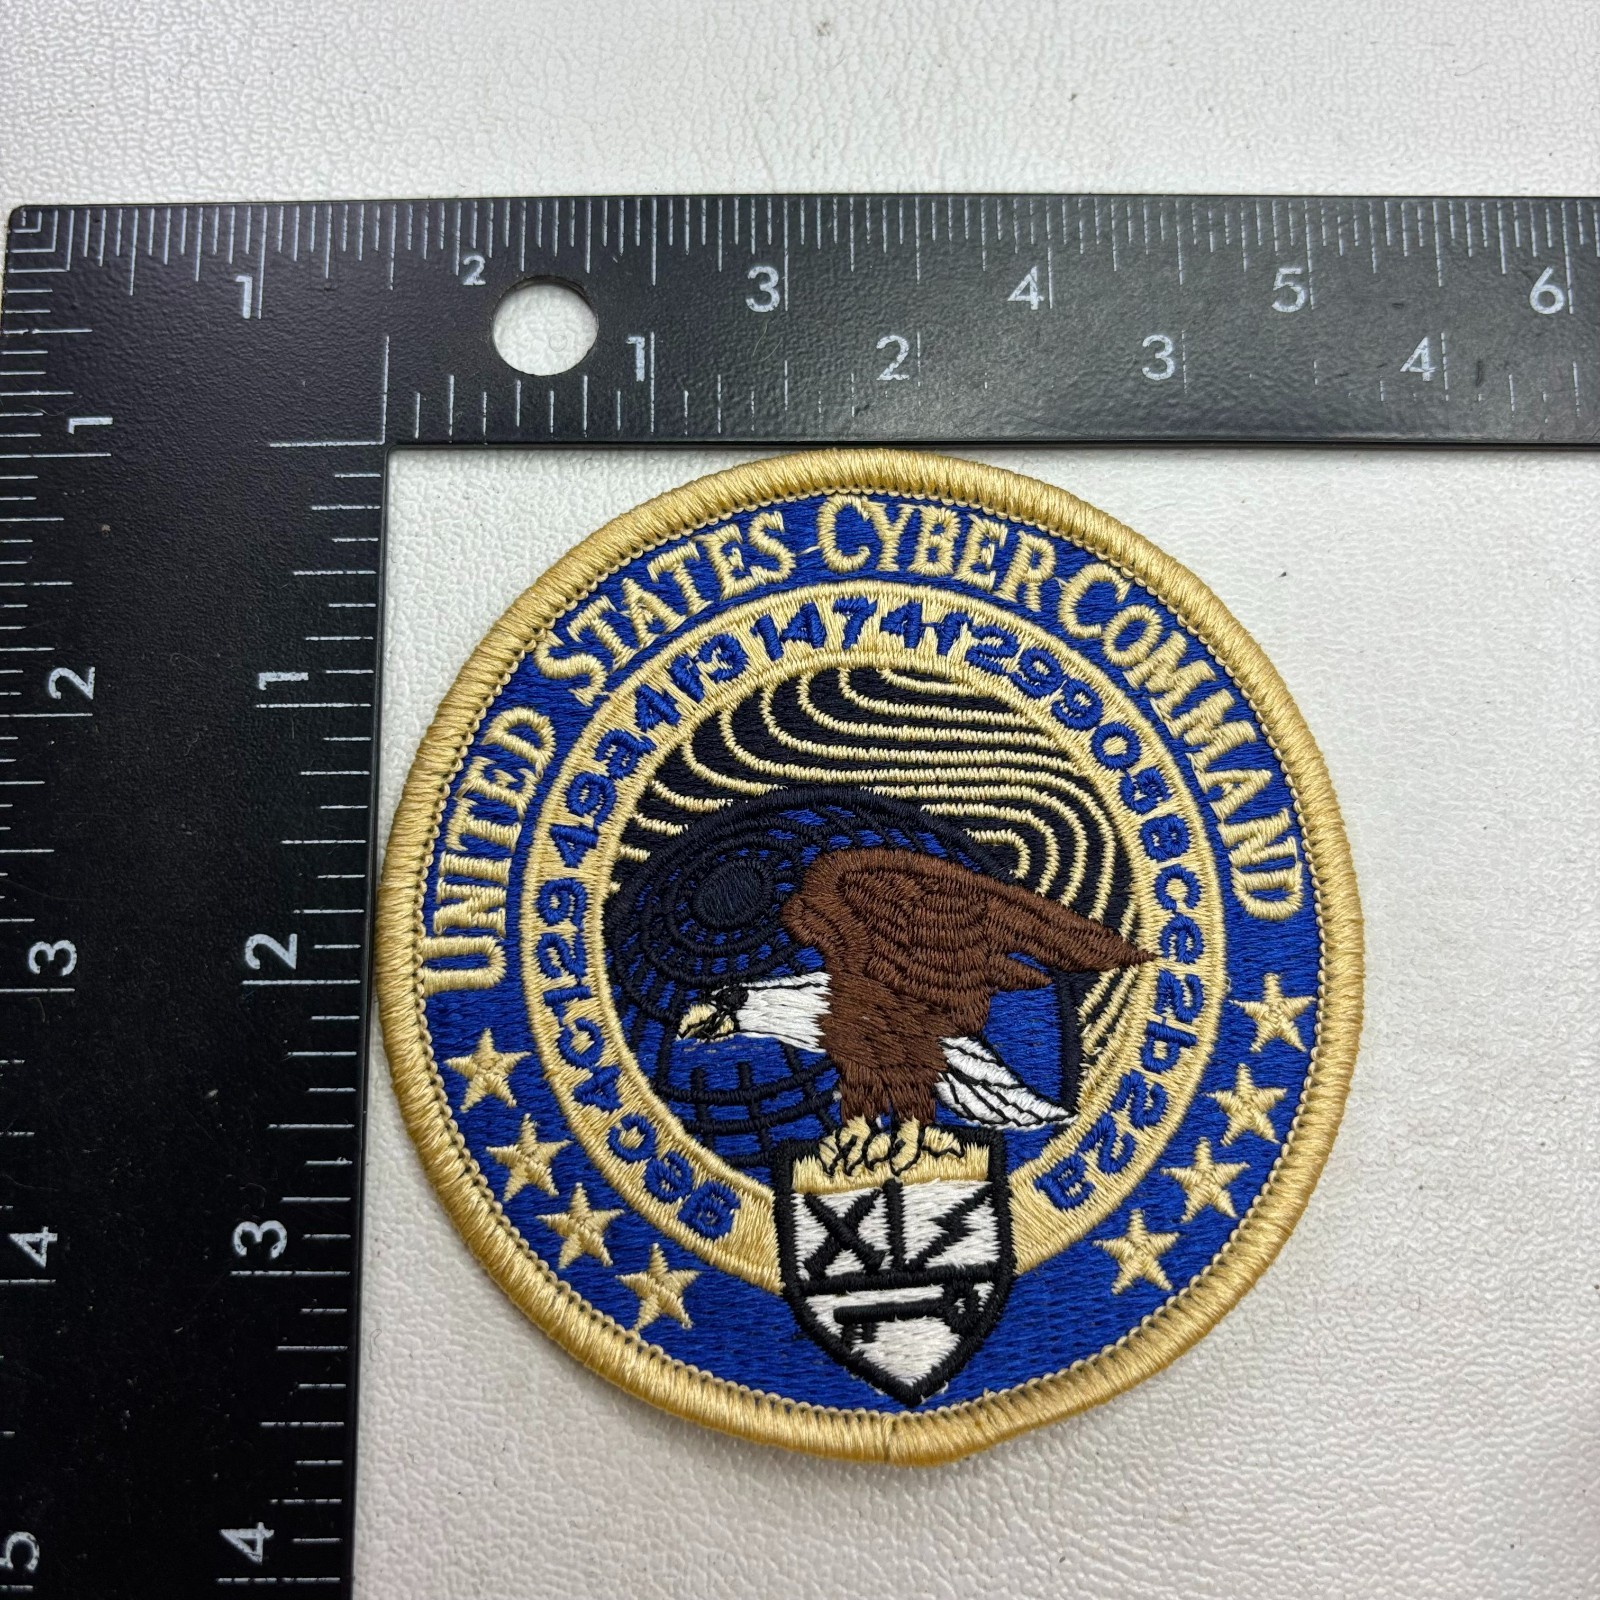 1 2 3 4 5 6
1 2 3 4
1 2 3 4 5
1 2 3 4
UNITED STATES CYBER COMMAND
9ec4c12949a4f31474f299058ce2b22a